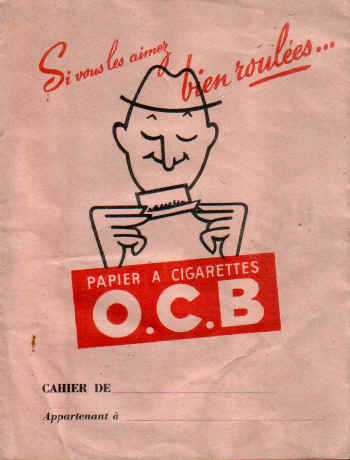 Si vous les aimez
bien roulées...
PAPIER A CIGARETTES
O.C.B
CAHIER DE
Appartenant à